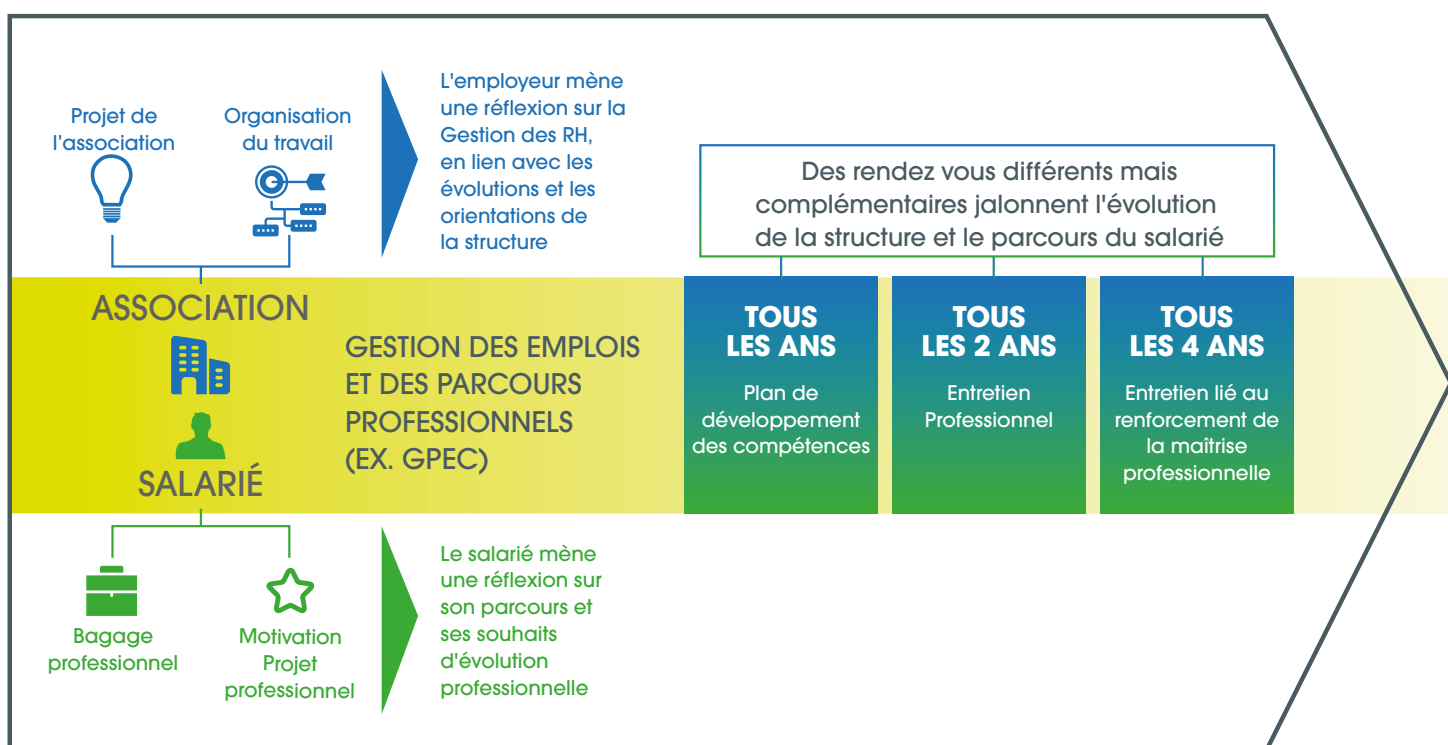 Projet de
l'association
Organisation
du travail
L'employeur mène
une réflexion sur la
Gestion des RH,
en lien avec les
évolutions et les
orientations de
la structure
Des rendez vous différents mais
complémentaires jalonnent l'évolution
de la structure et le parcours du salarié
ASSOCIATION
SALARIÉ
GESTION DES EMPLOIS
ET DES PARCOURS
PROFESSIONNELS
(EX. GPEC)
TOUS
LES ANS
Plan de
développement
des compétences
TOUS
LES 2 ANS
Entretien
Professionnel
TOUS
LES 4 ANS
Entretien lié au
renforcement de
la maîtrise
professionnelle
Bagage
professionnel
Motivation
Projet
professionnel
Le salarié mène
une réflexion sur
son parcours et
ses souhaits
d'évolution
professionnelle